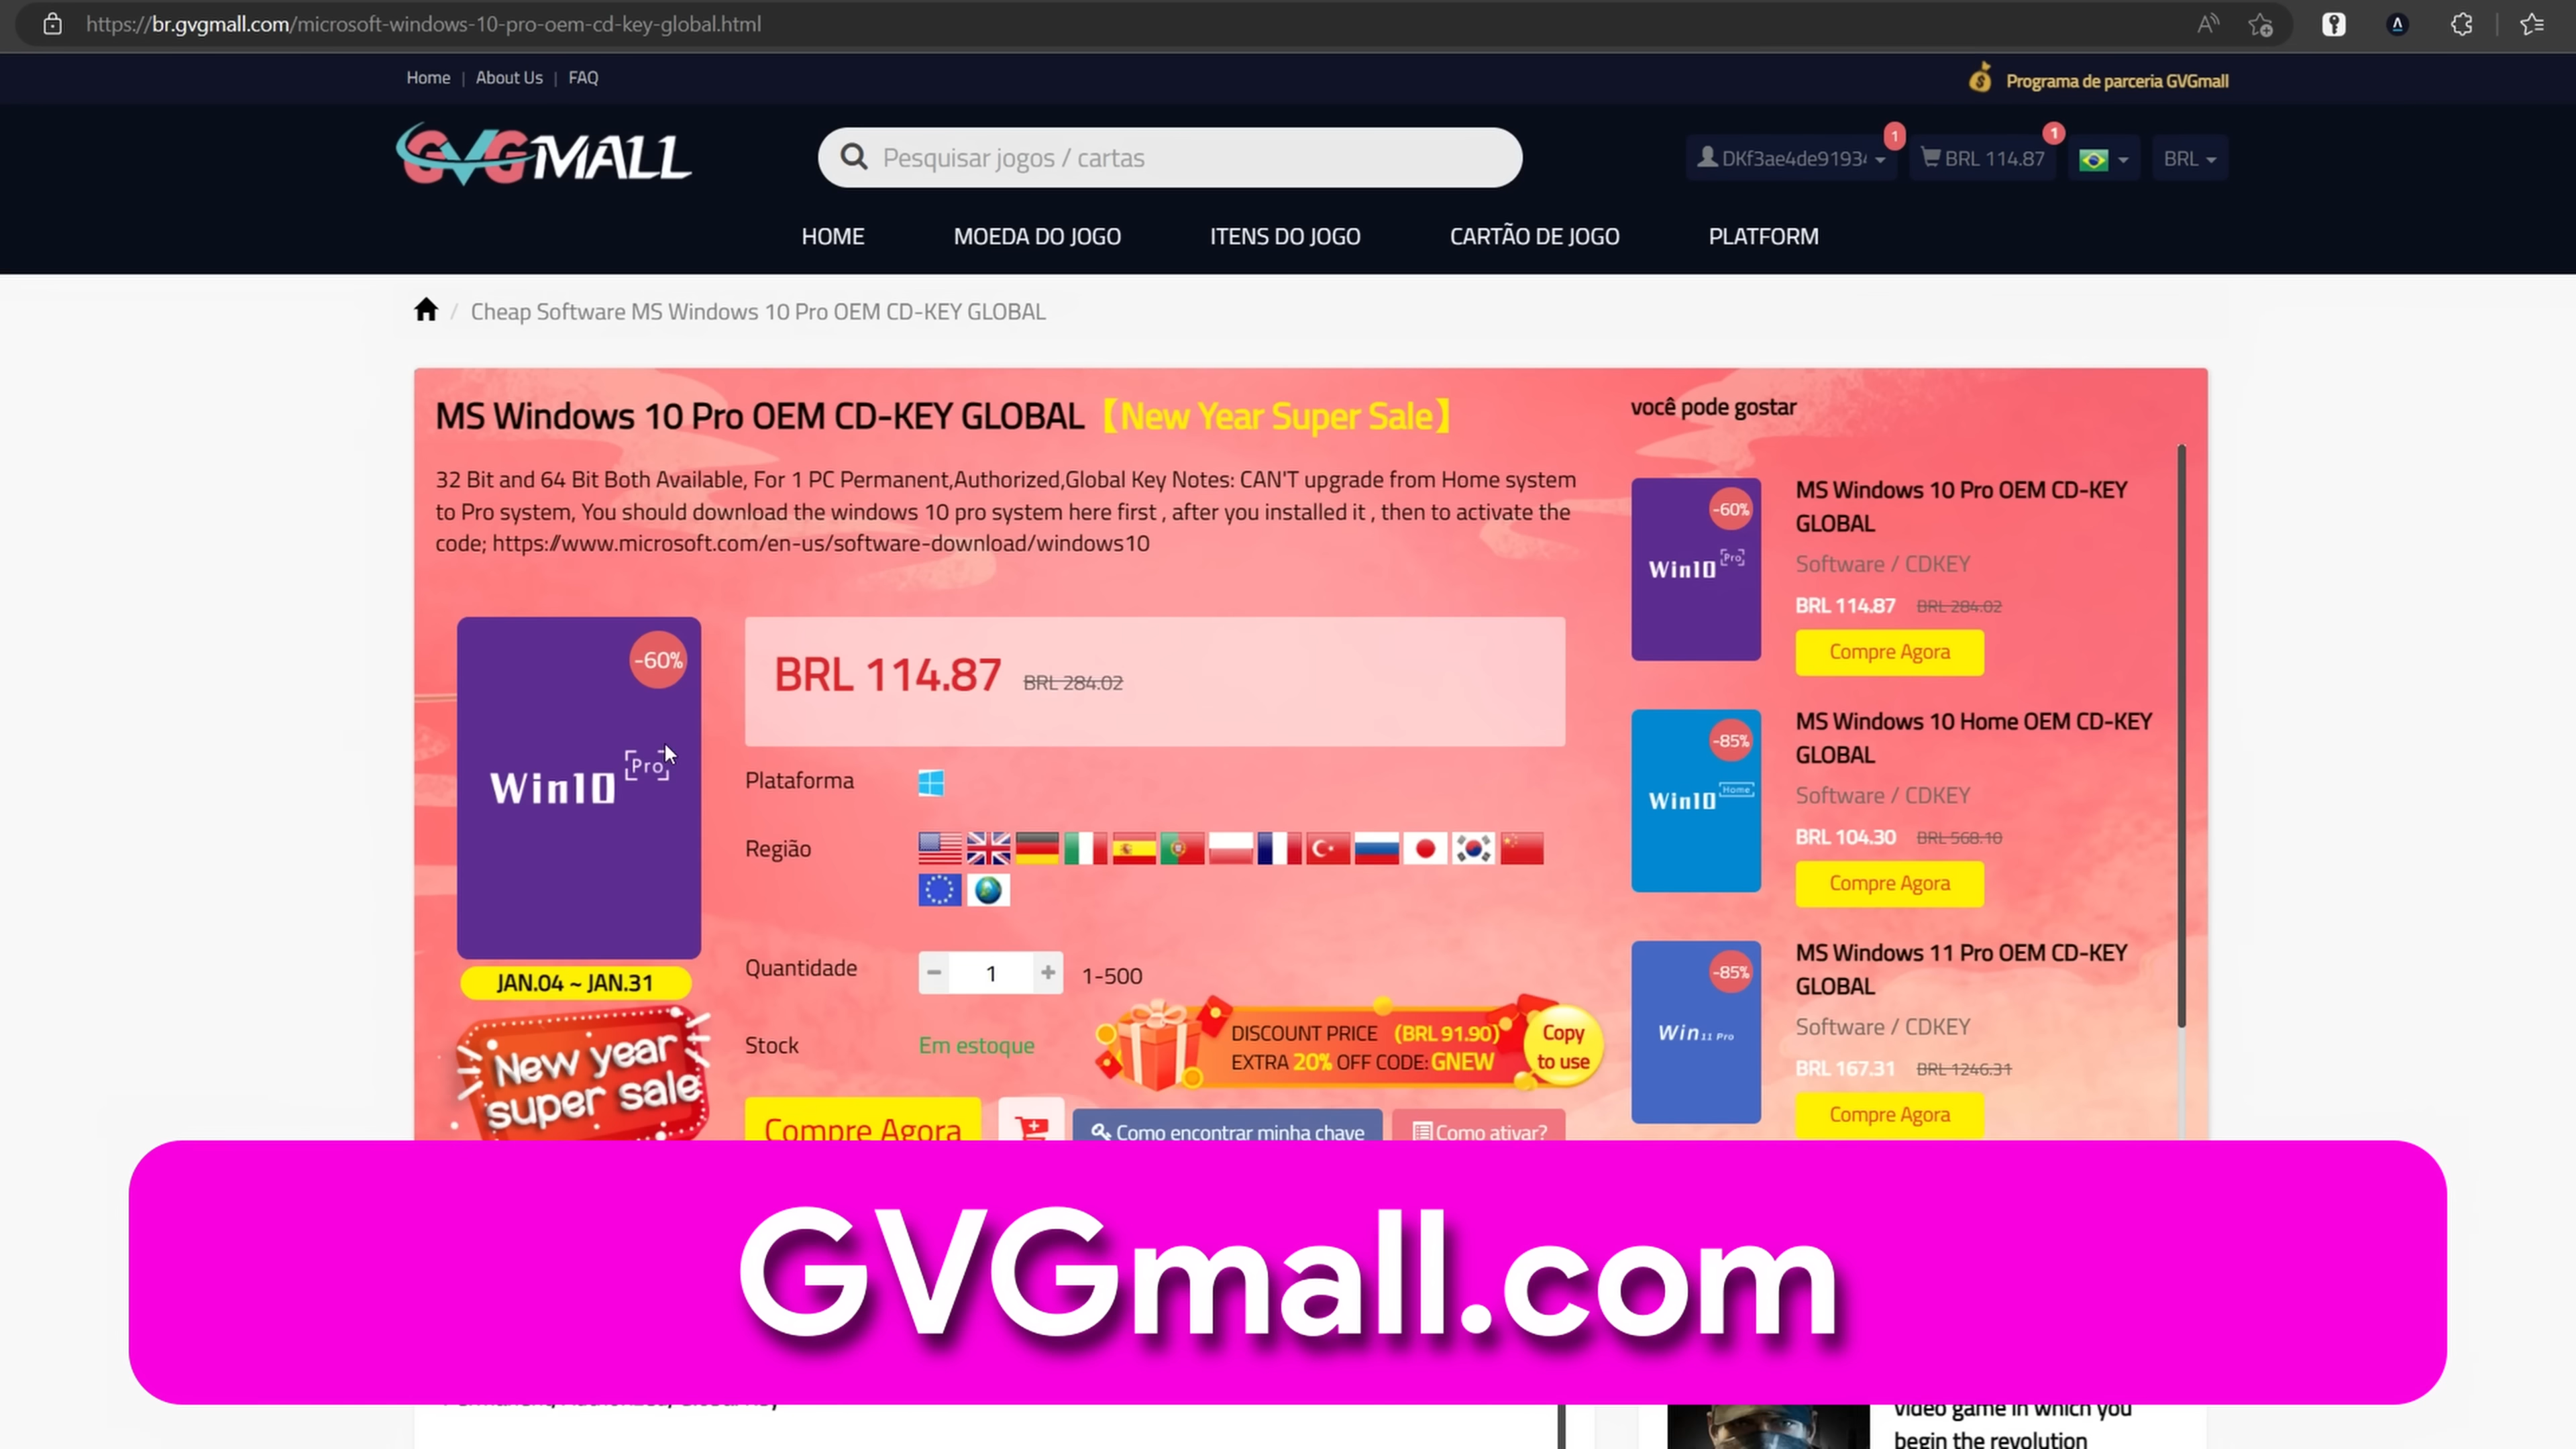 https://br.gvgmall.com/microsoft-windows-10-pro-oem-cd-key-global.html
Home | About Us | FAQ
Programa de parceria GVGmall
GVGMALL
Pesquisar jogos / cartas
DKf3ae4de9193
1
BRL 114.87
1
BRL
HOME
MOEDA DO JOGO
ITENS DO JOGO
CARTÃO DE JOGO
PLATFORM
/ Cheap Software MS Windows 10 Pro OEM CD-KEY GLOBAL
MS Windows 10 Pro OEM CD-KEY GLOBAL【New Year Super Sale】
32 Bit and 64 Bit Both Available, For 1 PC Permanent,Authorized,Global Key Notes: CAN'T upgrade from Home system
to Pro system, You should download the windows 10 pro system here first , after you installed it , then to activate the
code; https://www.microsoft.com/en-us/software-download/windows10
-60%
Win10 Pro
JAN.04 ~ JAN.31
New year
super sale
BRL 114.87 BRL 284.02
Plataforma
Região
Quantidade
− 1 + 1-500
Stock
Em estoque
DISCOUNT PRICE (BRL 91.90)
EXTRA 20% OFF CODE: GNEW
Copy
to use
Compre Agora
Como encontrar minha chave
Como ativar?
você pode gostar
-60%
Win10 Pro
MS Windows 10 Pro OEM CD-KEY
GLOBAL
Software / CDKEY
BRL 114.87 BRL 284.02
Compre Agora
-85%
Win10 Home
MS Windows 10 Home OEM CD-KEY
GLOBAL
Software / CDKEY
BRL 104.30 BRL 568.10
Compre Agora
-85%
Win 11 Pro
MS Windows 11 Pro OEM CD-KEY
GLOBAL
Software / CDKEY
BRL 167.31 BRL 1246.31
Compre Agora
GVGmall.com
video game in which you
begin the revolution